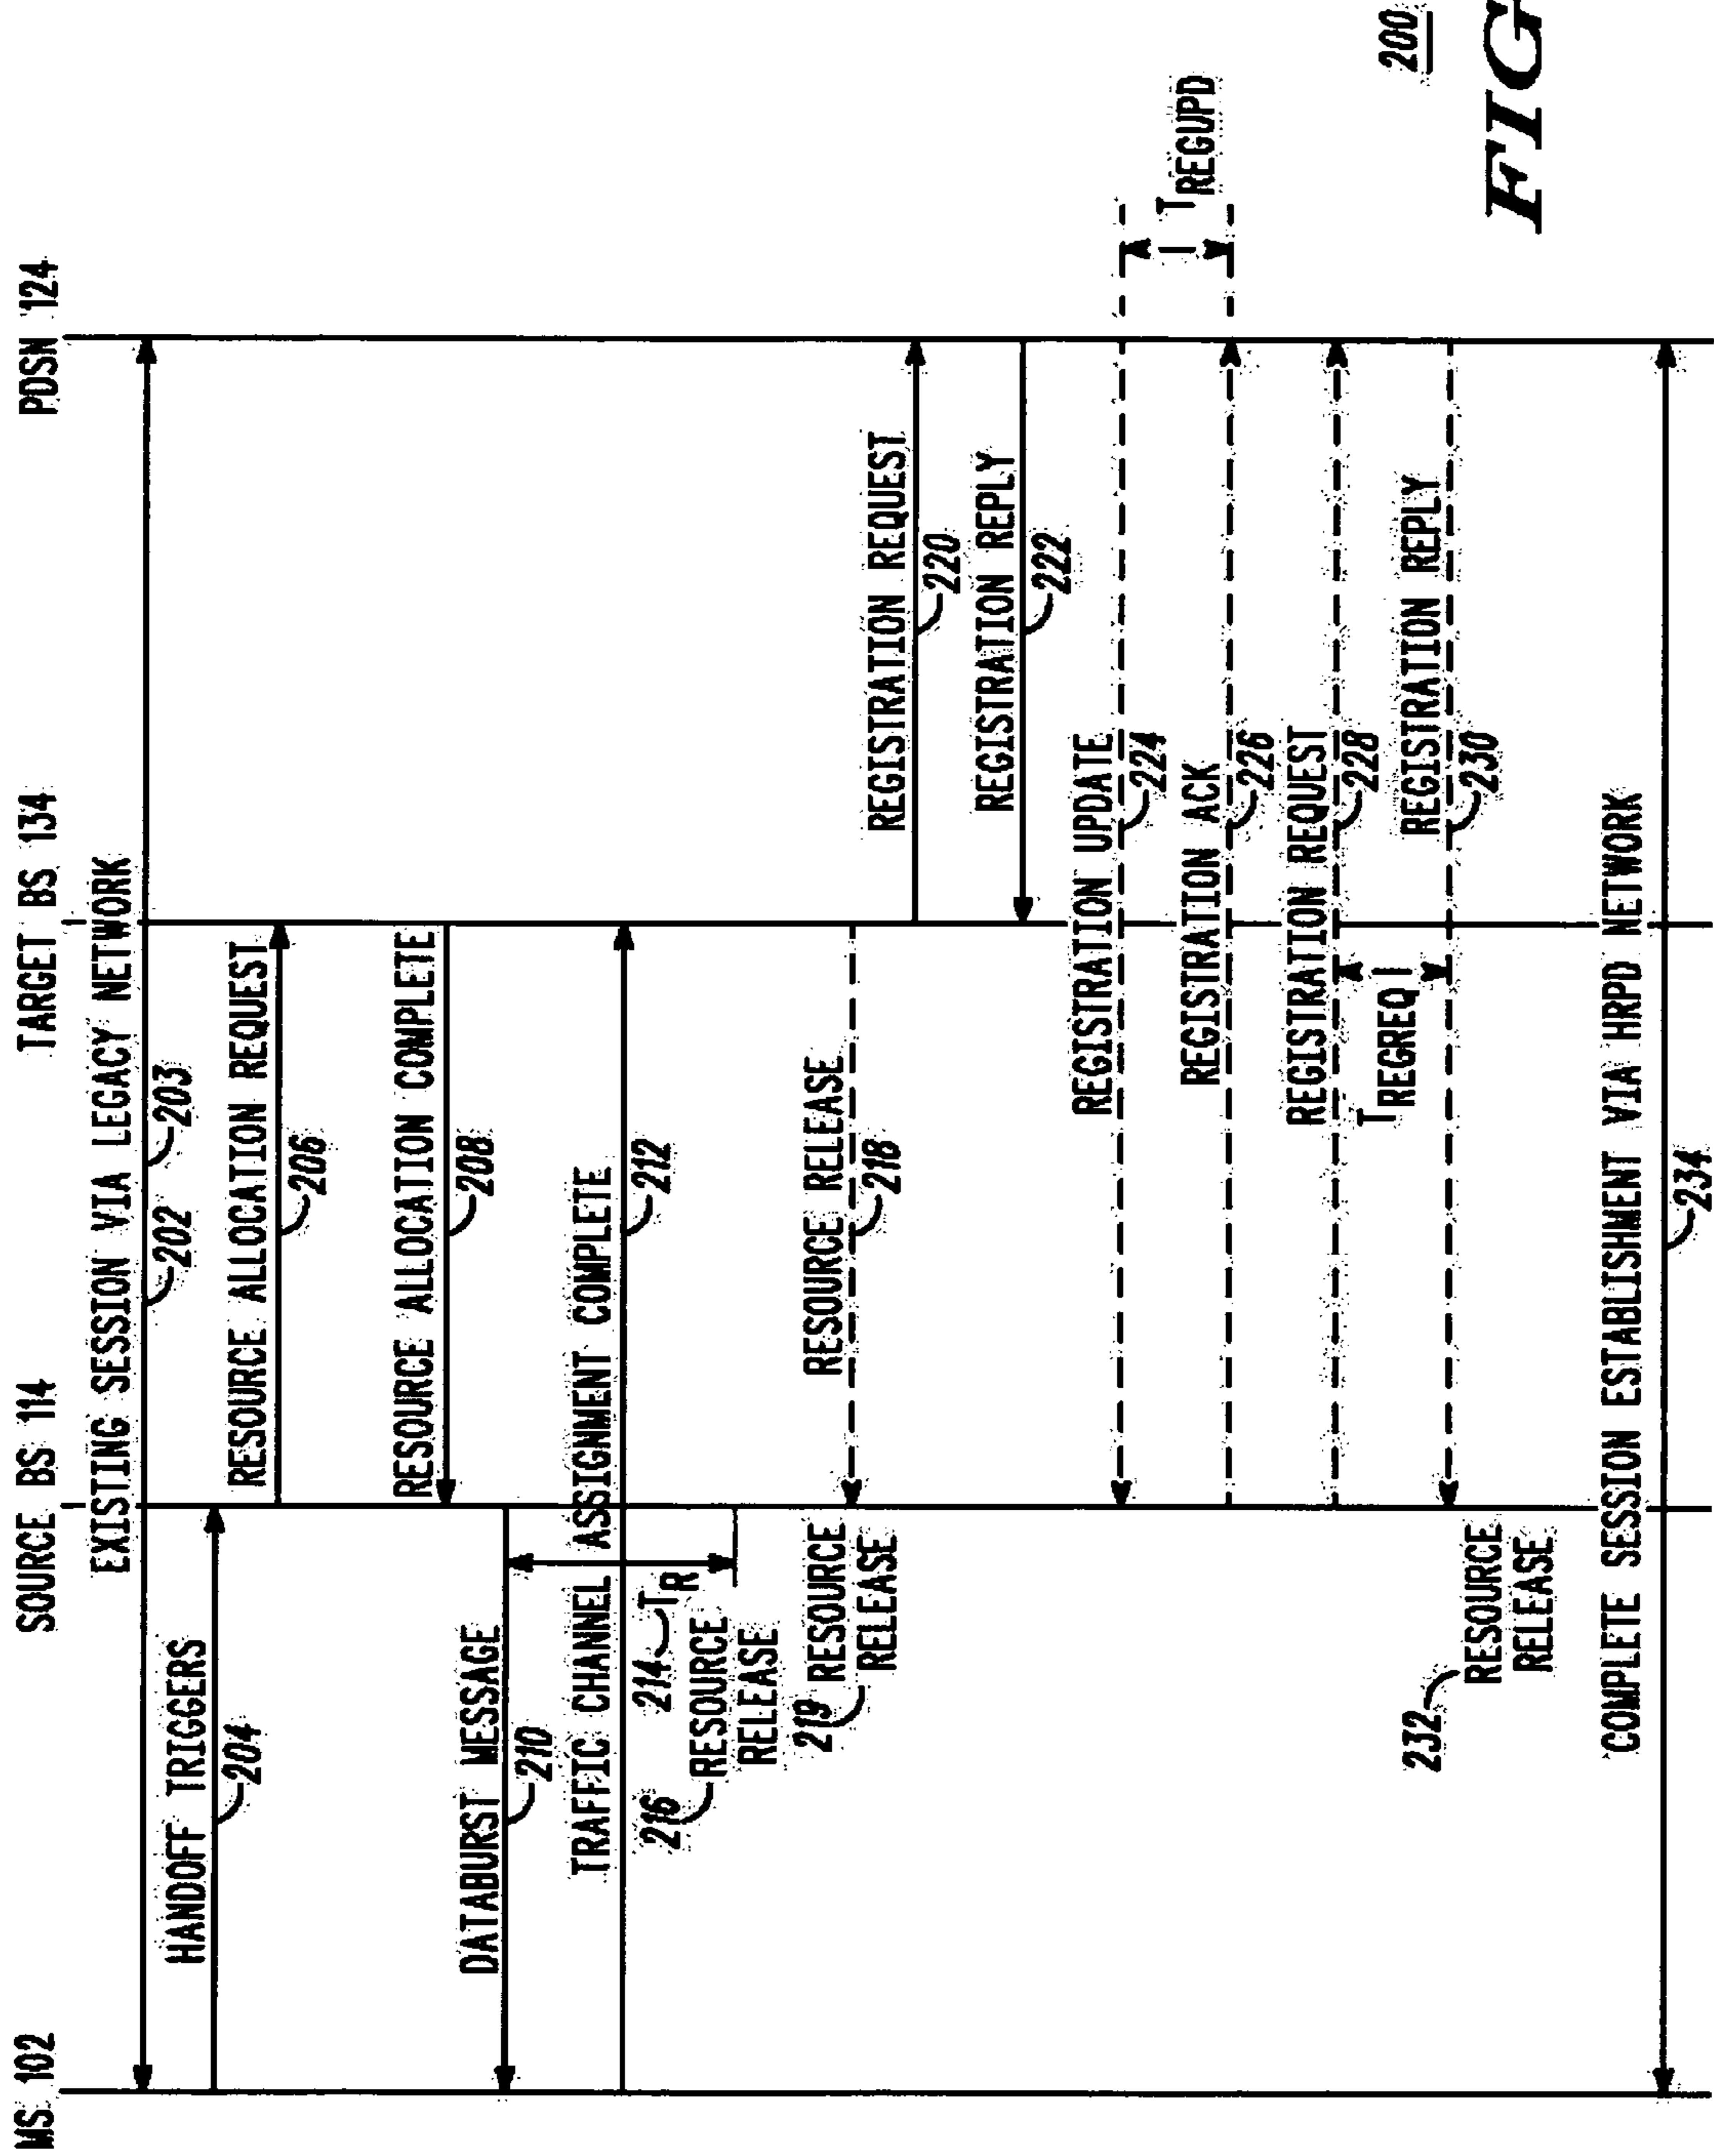 MS 102
SOURCE BS 114
TARGET BS 134
PDSN 124
EXISTING SESSION VIA LEGACY NETWORK
202
203
HANDOFF TRIGGERS
204
RESOURCE ALLOCATION REQUEST
206
RESOURCE ALLOCATION COMPLETE
208
DATABURST MESSAGE
210
TRAFFIC CHANNEL ASSIGNMENT COMPLETE
212
214
TR
216
RESOURCE
RELEASE
RESOURCE RELEASE
218
219
RESOURCE
RELEASE
REGISTRATION REQUEST
220
REGISTRATION REPLY
222
REGISTRATION UPDATE
224
TREGUPD
REGISTRATION ACK
226
REGISTRATION REQUEST
228
TREGREQ
REGISTRATION REPLY
230
232
RESOURCE
RELEASE
COMPLETE SESSION ESTABLISHMENT VIA HRPD NETWORK
234
200
FIG